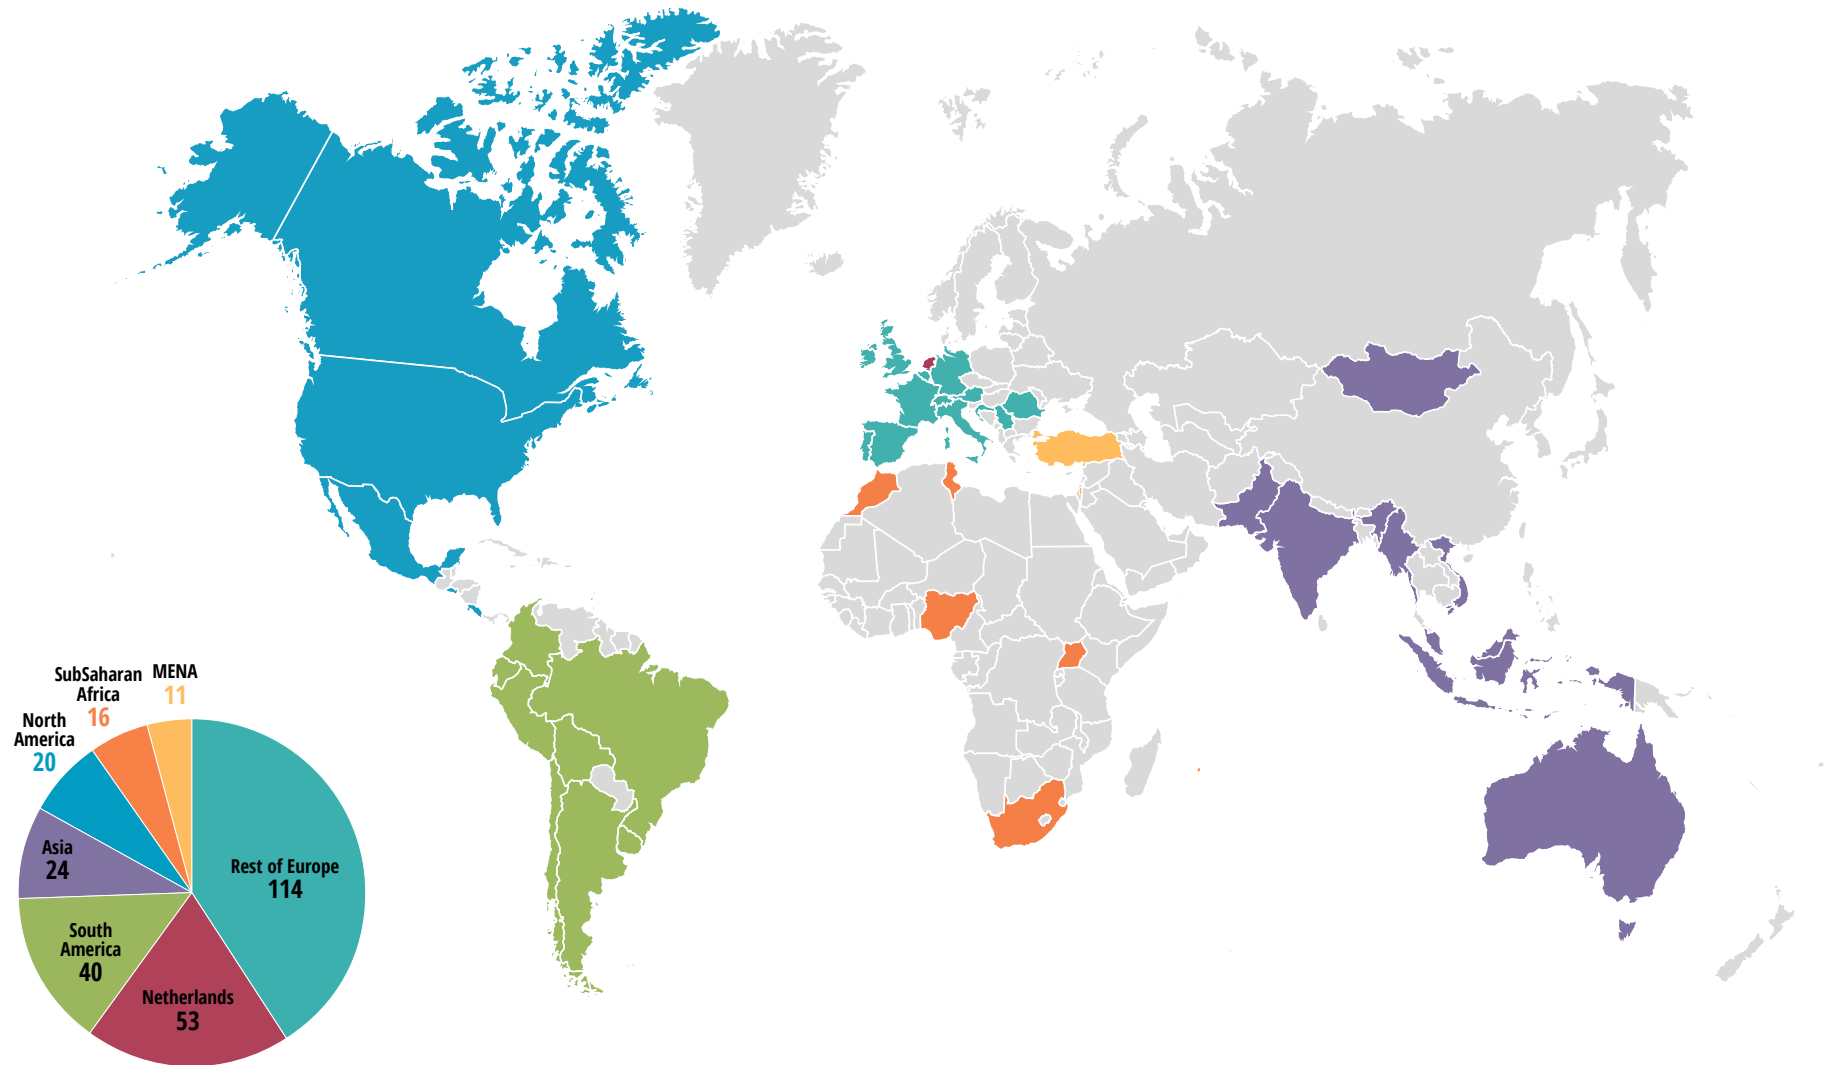 SubSaharan
Africa
16
MENA
11
North
America
20
Asia
24
Rest of Europe
114
South
America
40
Netherlands
53